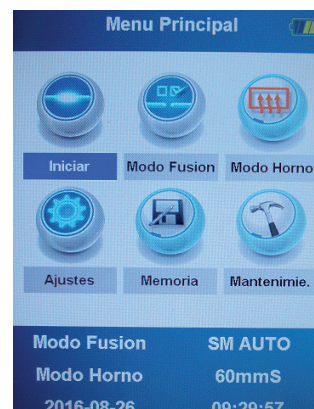 Menu Principal
Iniciar Modo Fusion Modo Horno
Ajustes Memoria Mantenimie.
Modo Fusion SM AUTO
Modo Horno 60mmS
2016-08-26 09:29:57